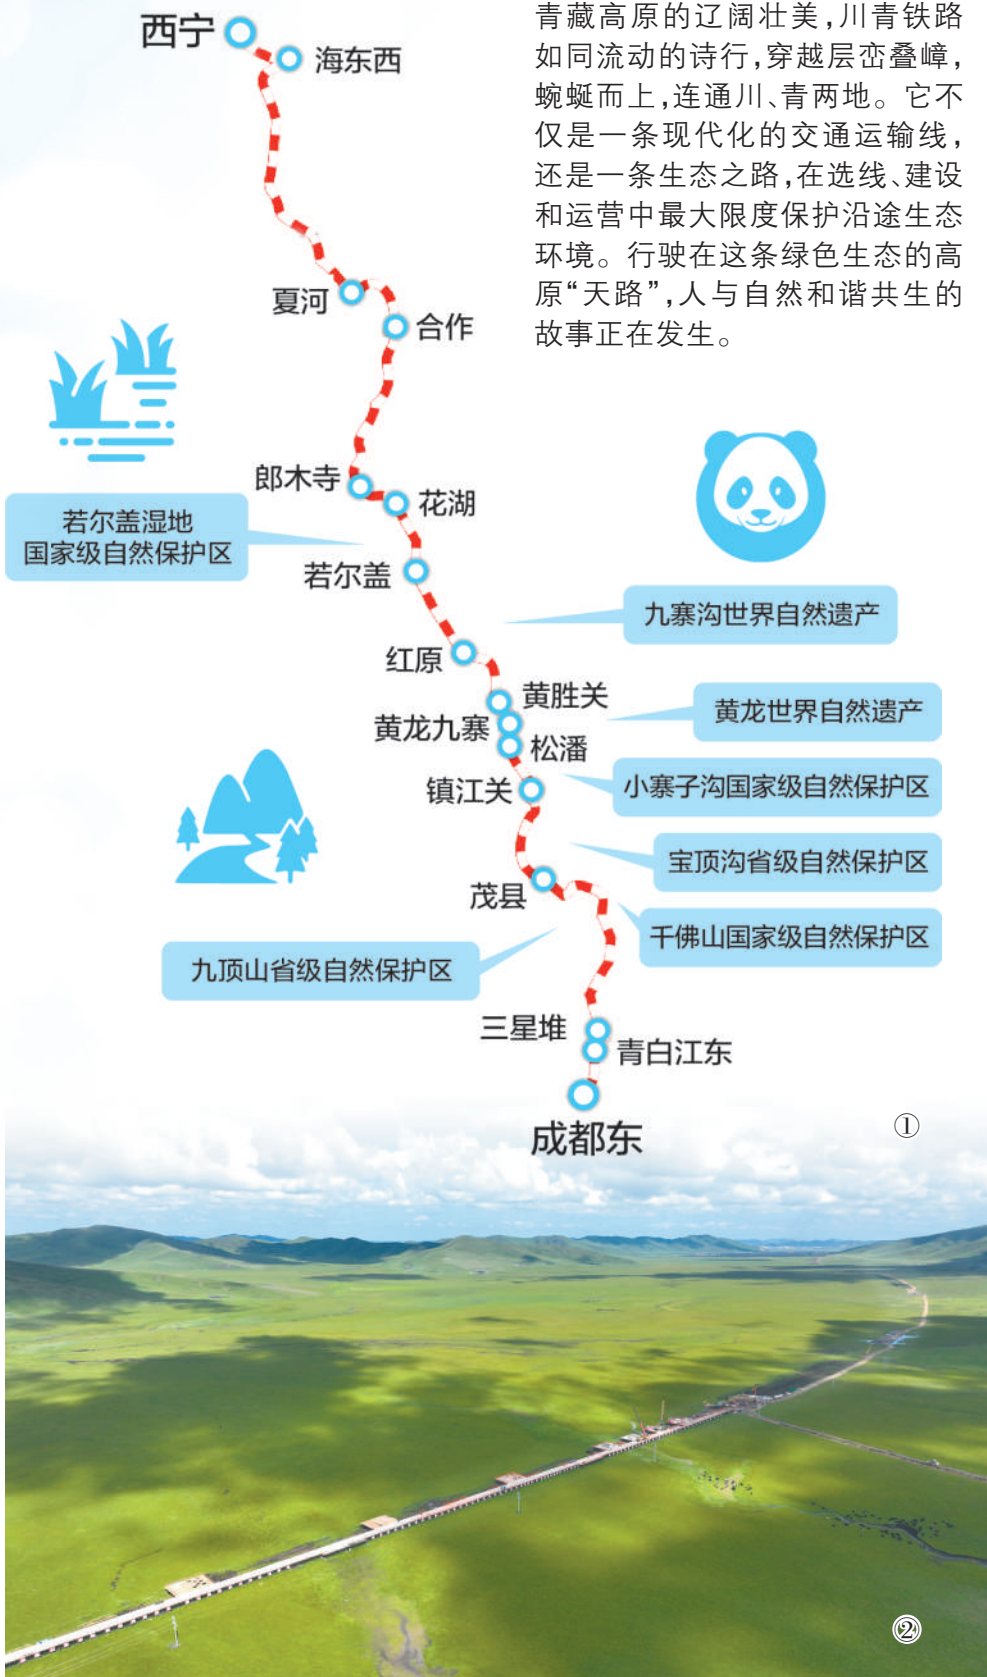 青藏高原的辽阔壮美,川青铁路
如同流动的诗行,穿越层峦叠嶂,
蜿蜒而上,连通川、青两地。它不
仅是一条现代化的交通运输线,
还是一条生态之路,在选线、建设
和运营中最大限度保护沿途生态
环境。行驶在这条绿色生态的高
原“天路”,人与自然和谐共生的
故事正在发生。
西宁
海东西
夏河
合作
郎木寺
花湖
若尔盖湿地
国家级自然保护区
若尔盖
九寨沟世界自然遗产
红原
黄胜关
黄龙世界自然遗产
黄龙九寨
松潘
小寨子沟国家级自然保护区
镇江关
宝顶沟省级自然保护区
茂县
千佛山国家级自然保护区
九顶山省级自然保护区
三星堆
青白江东
成都东
①
②